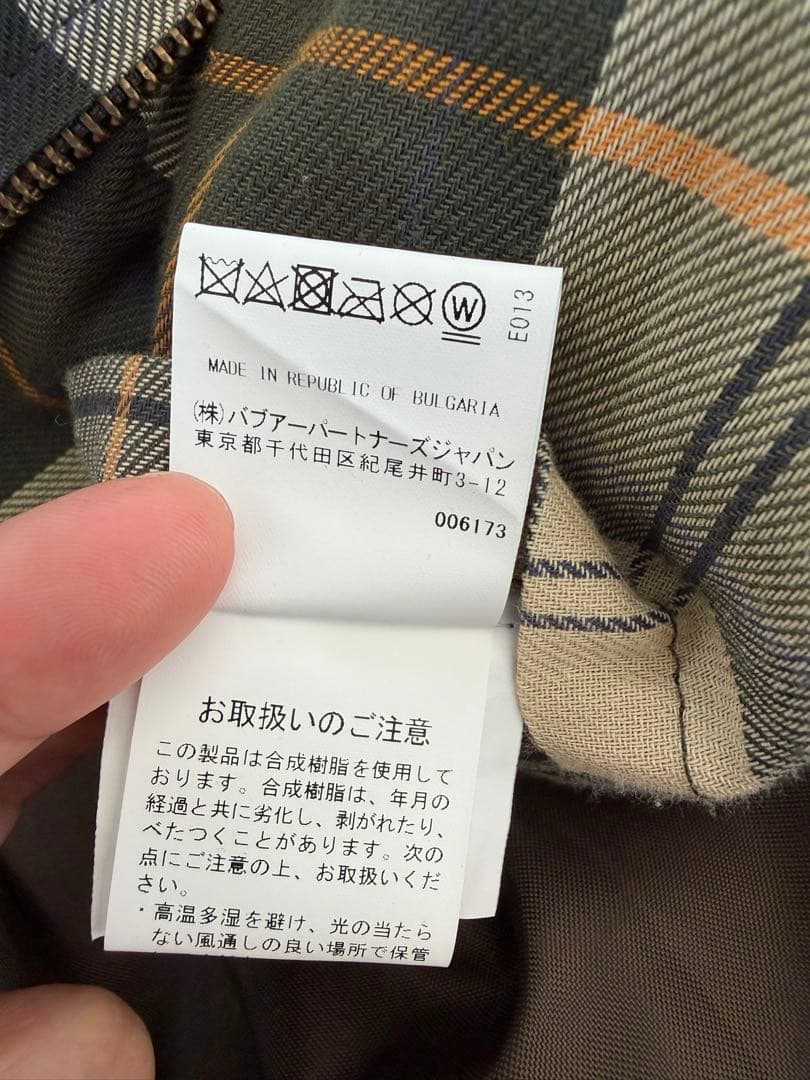 W
E013
MADE IN REPUBLIC OF BULGARIA
(株)バブアーパートナーズジャパン
東京都千代田区紀尾井町3-12
006173
お取扱いのご注意
この製品は合成樹脂を使用して
おります。合成樹脂は、年月の
経過と共に劣化し、剥がれたり、
べたつくことがあります。次の
点にご注意の上、お取扱いくだ
さい。
・高温多湿を避け、光の当たら
ない風通しの良い場所で保管